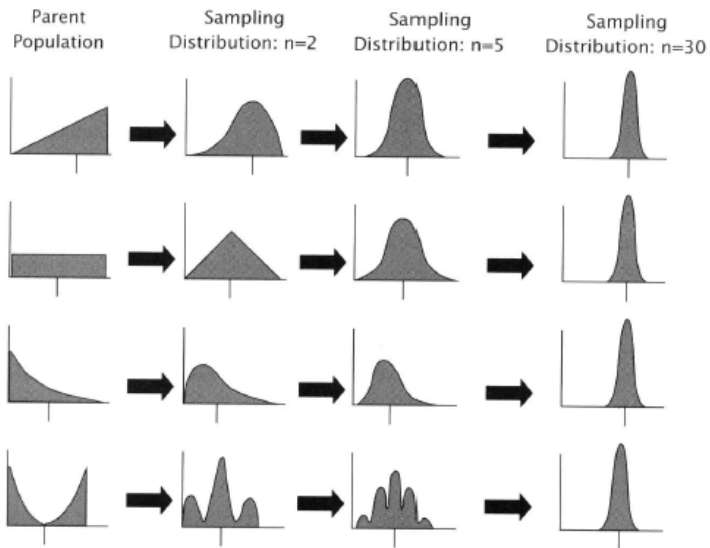 Parent
Population
Sampling
Distribution: n=2
Sampling
Distribution: n=5
Sampling
Distribution: n=30